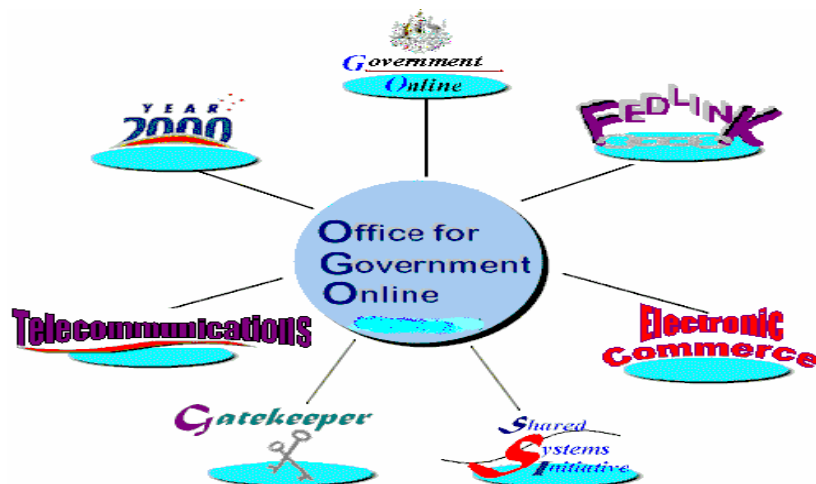 Government
Online
YEAR
2000
FEDLINK
Office for
Government
Online
Telecommunications
Electronic
Commerce
Gatekeeper
Shared
Systems
Initiative